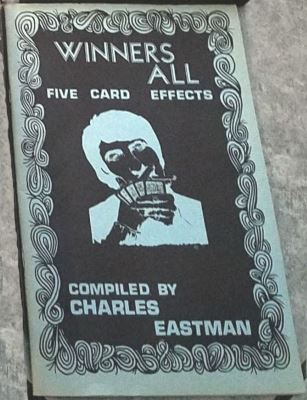 WINNERS
ALL
FIVE CARD EFFECTS
COMPILED BY
CHARLES
EASTMAN